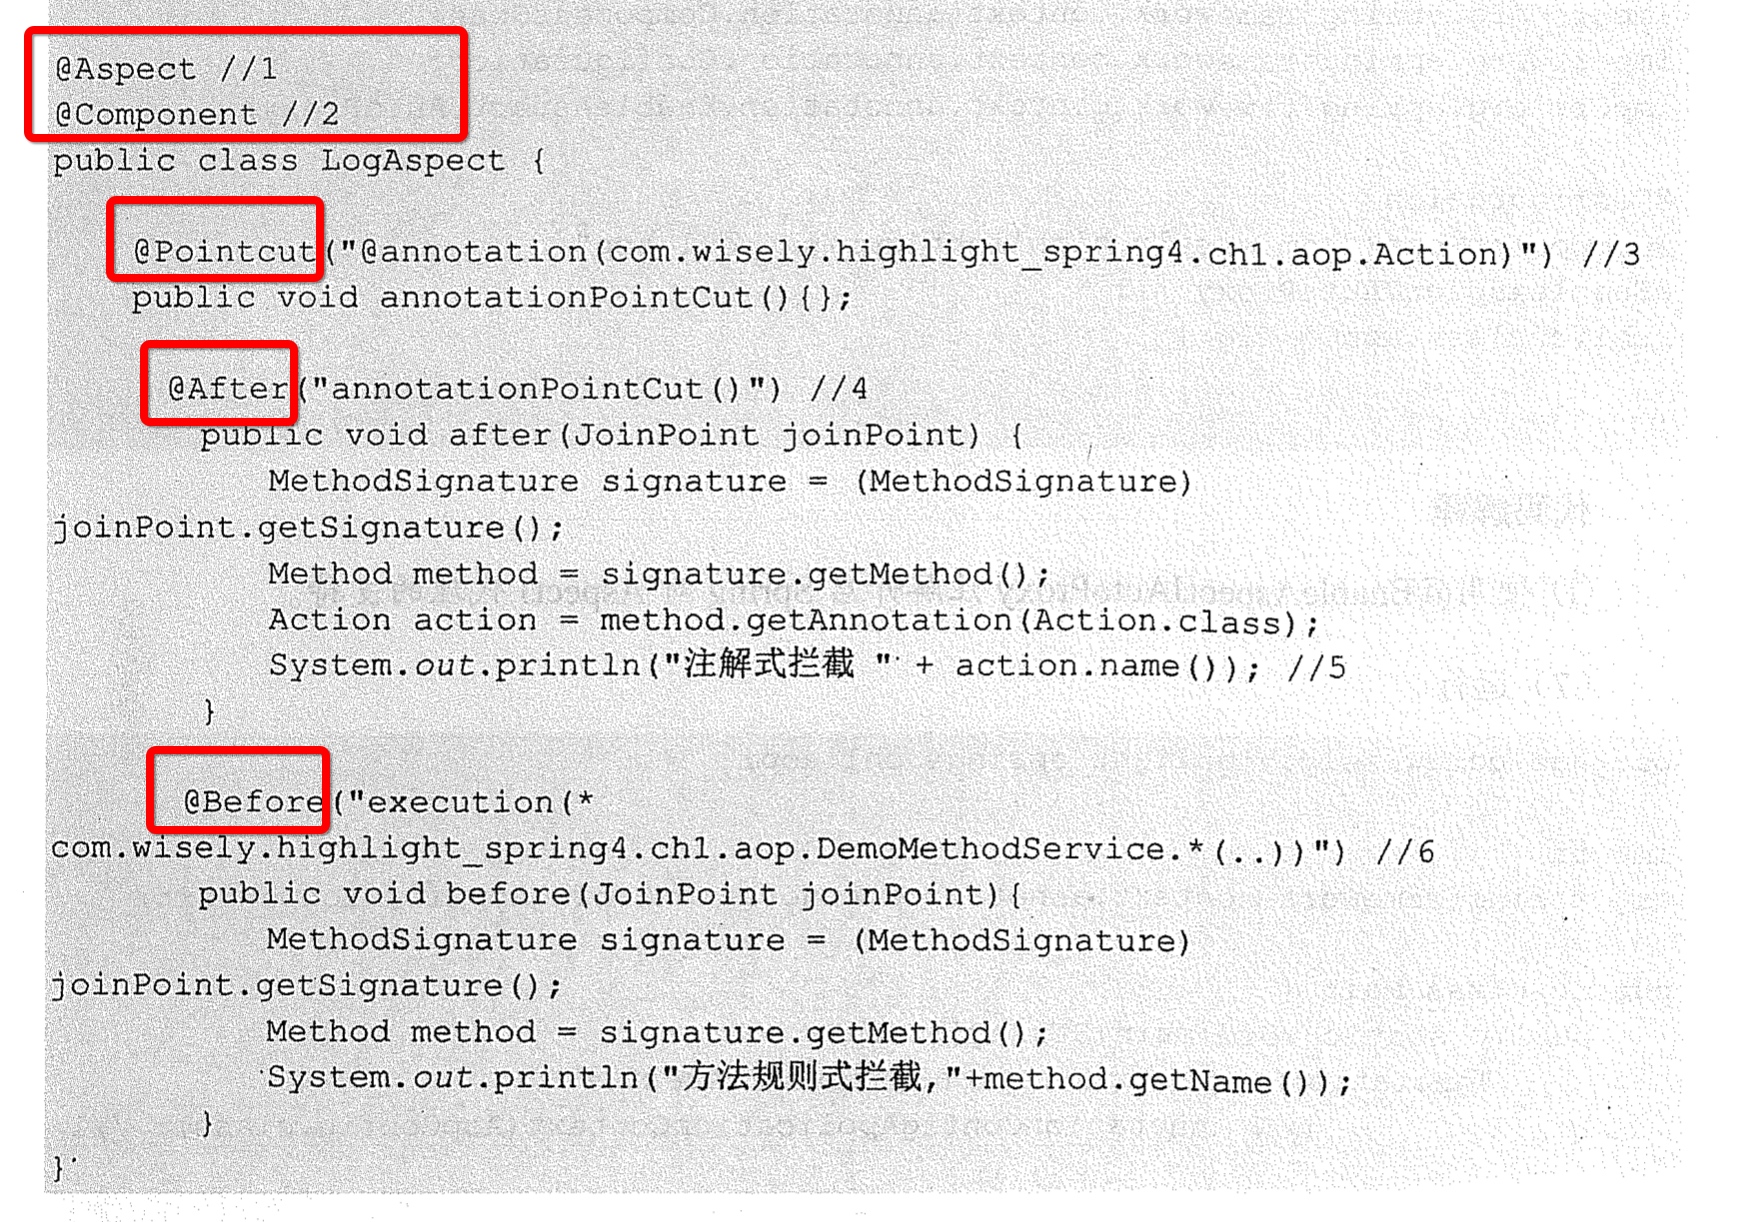 @Aspect //1
@Component //2
public class LogAspect {
@Pointcut("@annotation(com.wisely.highlight_spring4.ch1.aop.Action)") //3
public void annotationPointCut(){};
@After("annotationPointCut()") //4
public void after(JoinPoint joinPoint) {
MethodSignature signature = (MethodSignature)
joinPoint.getSignature();
Method method = signature.getMethod();
Action action = method.getAnnotation(Action.class);
System.out.println("注解式拦截 " + action.name()); //5
}
@Before("execution(*
com.wisely.highlight_spring4.ch1.aop.DemoMethodService.*(..))") //6
public void before(JoinPoint joinPoint){
MethodSignature signature = (MethodSignature)
joinPoint.getSignature();
Method method = signature.getMethod();
System.out.println("方法规则式拦截,"+method.getName());
}
}